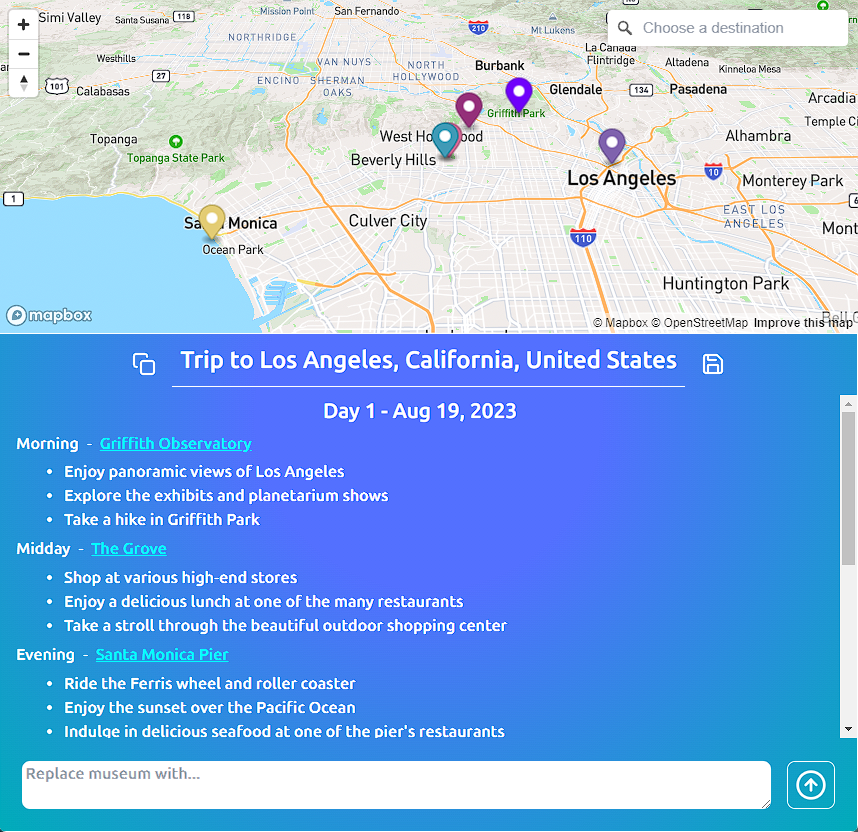 Simi Valley
Santa Susana
118
San Fernando
Mission Point
210
Choose a destination
NORTHRIDGE
Mt Lukens
La Canada
Flintridge
Westhills
VAN NUYS
NORTH
HOLLYWOOD
Burbank
Altadena
Kinneloa Mesa
27
101
Calabasas
ENCINO
SHERMAN
OAKS
Glendale
134
Pasadena
Arcadia
Griffith Park
Temple Ci
Topanga
Topanga State Park
West Ho
ood
Alhambra
Beverly Hills
Los Angeles
10
Monterey Park
1
Sa
Monica
Culver City
EAST LOS
ANGELES
Mont
Ocean Park
110
Huntington Park
mapbox
© Mapbox © OpenStreetMap Improve this map
Trip to Los Angeles, California, United States
Day 1 - Aug 19, 2023
Morning - Griffith Observatory
• Enjoy panoramic views of Los Angeles
• Explore the exhibits and planetarium shows
• Take a hike in Griffith Park
Midday - The Grove
• Shop at various high-end stores
• Enjoy a delicious lunch at one of the many restaurants
• Take a stroll through the beautiful outdoor shopping center
Evening - Santa Monica Pier
• Ride the Ferris wheel and roller coaster
• Enjoy the sunset over the Pacific Ocean
• Indulge in delicious seafood at one of the pier's restaurants
Replace museum with...